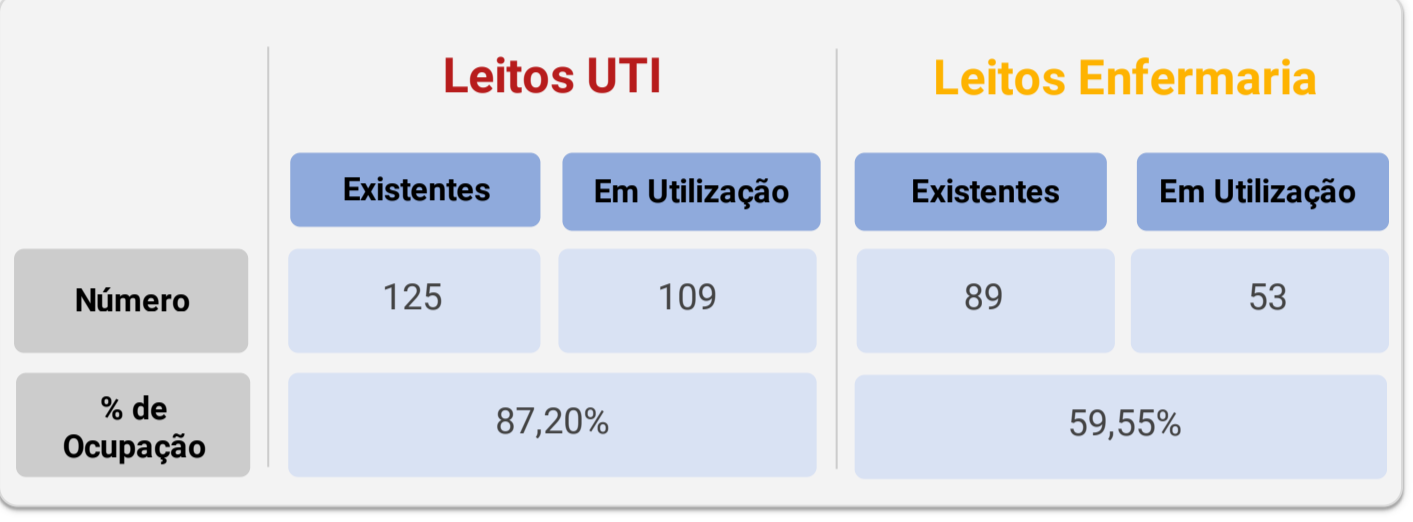 Leitos UTI
Leitos Enfermaria
Existentes
Em Utilização
Existentes
Em Utilização
Número
125
109
89
53
% de
Ocupação
87,20%
59,55%